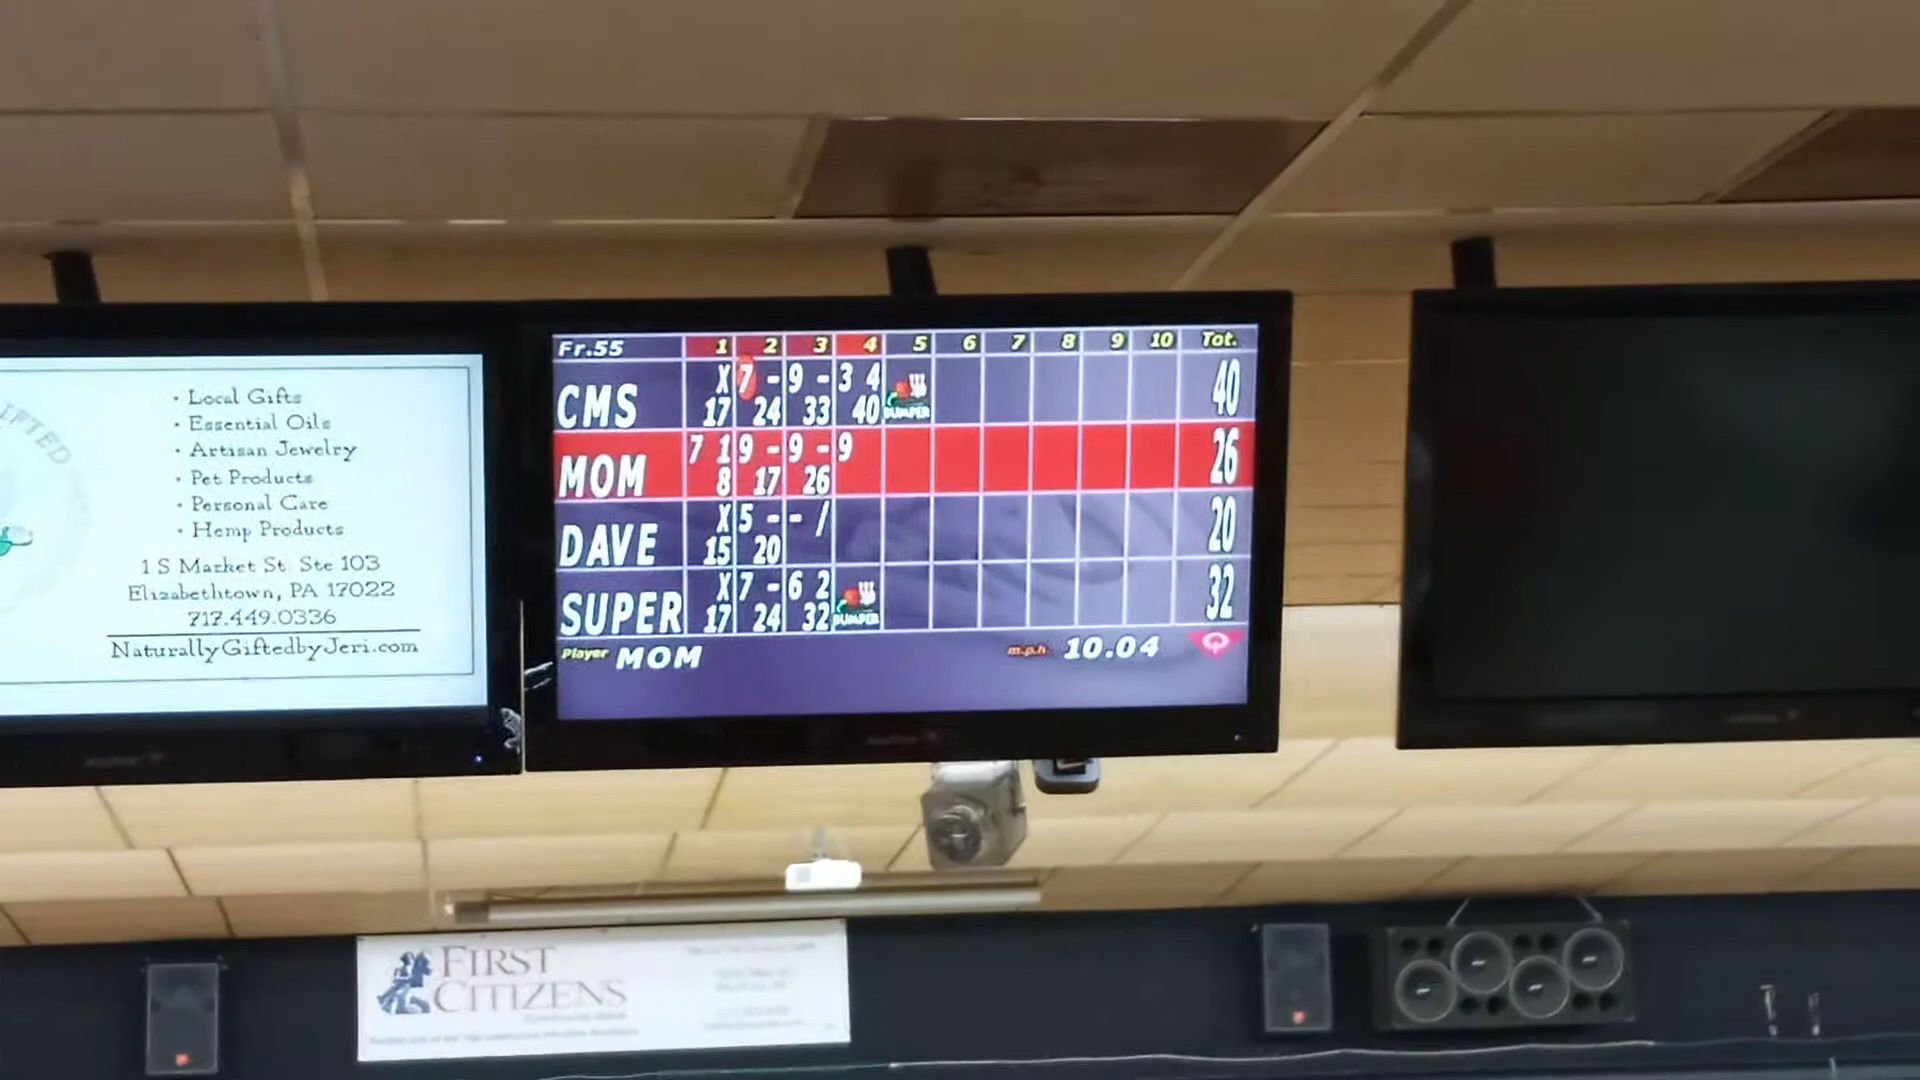 IFTED
• Local Gifts
• Essential Oils
• Artisan Jewelry
• Pet Products
• Personal Care
• Hemp Products
1 S Market St. Ste 103
Elizabethtown, PA 17022
717.449.0336
NaturallyGiftedbyJeri.com
Fr.55 1 2 3 4 5 6 7 8 9 10 Tot.
CMS X 7 - 9 - 3 4 40
17 24 33 40 BUMPER
MOM 7 1 9 - 9 - 9 26
8 17 26
DAVE X 5 - - / 20
15 20
SUPER X 7 - 6 2 32
17 24 32 BUMPER
Player MOM m.p.h. 10.04
FIRST
CITIZENS